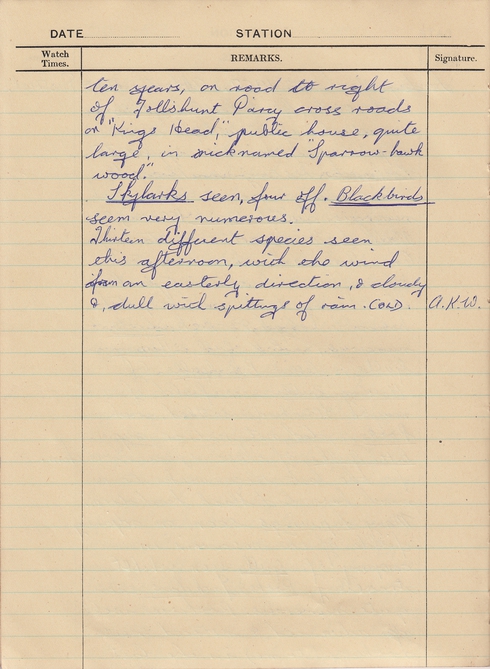 DATE STATION
Watch Times. REMARKS. Signature.
ten years, on road to right
of Tollshunt Darcy cross roads
or "Kings Head," public house, quite
large, in nicknamed "Sparrow-hawk
wood."
Skylarks seen, four off. Blackbirds
seem very numerous.
Thirteen different species seen
this afternoon, with the wind
from an easterly direction, & cloudy
&, dull with spittings of rain. COLD. A.K.W.